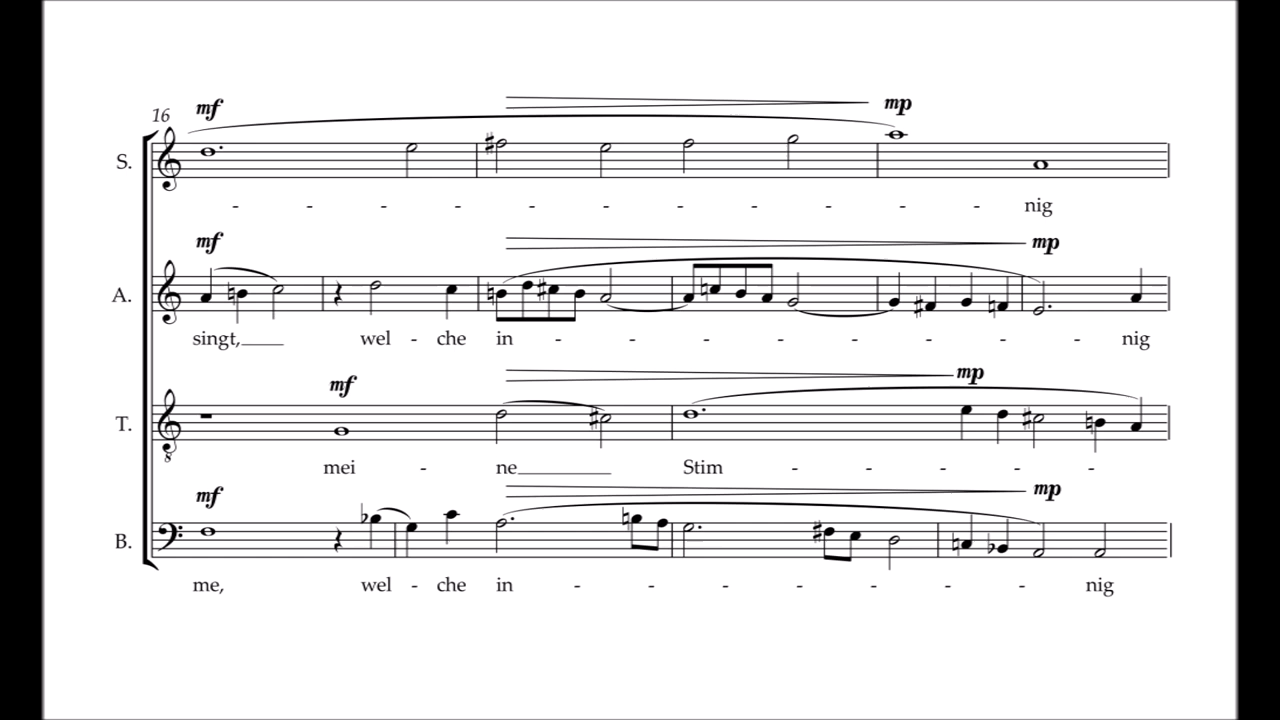 16
mf mp
S.
- - - - - - - - - - - nig
mf mp
A.
singt, wel - che in - - - - - - - - nig
mf mp
T.
8
mei - ne Stim - - - - -
mf mp
B.
me, wel - che in - - - - - - - nig